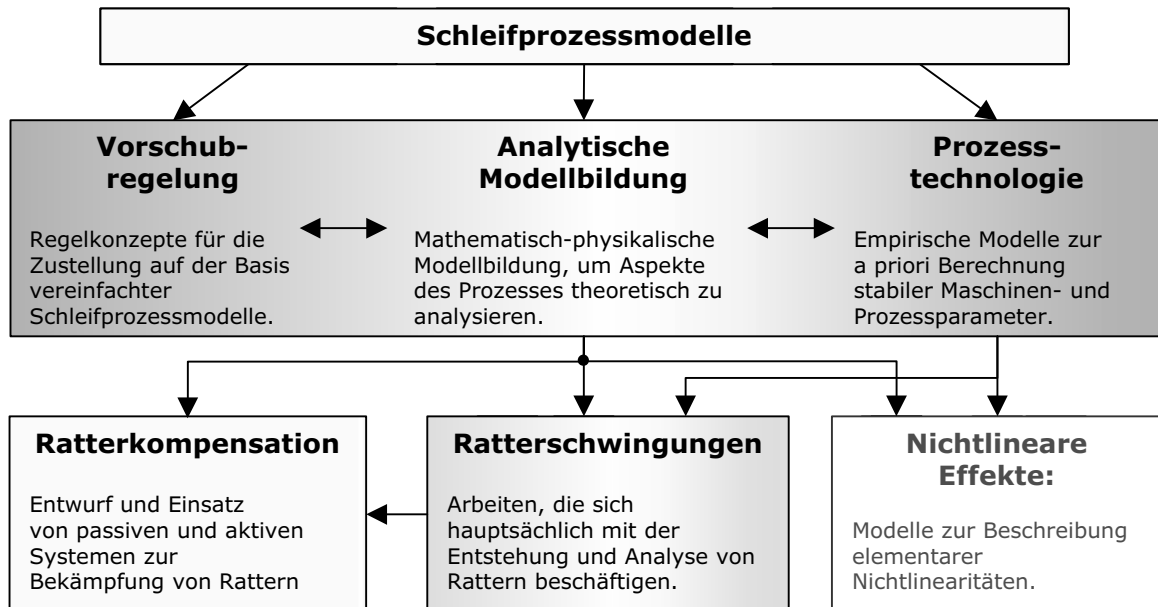 Schleifprozessmodelle
Vorschub-
regelung
Regelkonzepte für die
Zustellung auf der Basis
vereinfachter
Schleifprozessmodelle.
Analytische
Modellbildung
Mathematisch-physikalische
Modellbildung, um Aspekte
des Prozesses theoretisch zu
analysieren.
Prozess-
technologie
Empirische Modelle zur
a priori Berechnung
stabiler Maschinen- und
Prozessparameter.
Ratterkompensation
Entwurf und Einsatz
von passiven und aktiven
Systemen zur
Bekämpfung von Rattern
Ratterschwingungen
Arbeiten, die sich
hauptsächlich mit der
Entstehung und Analyse von
Rattern beschäftigen.
Nichtlineare
Effekte:
Modelle zur Beschreibung
elementarer
Nichtlinearitäten.